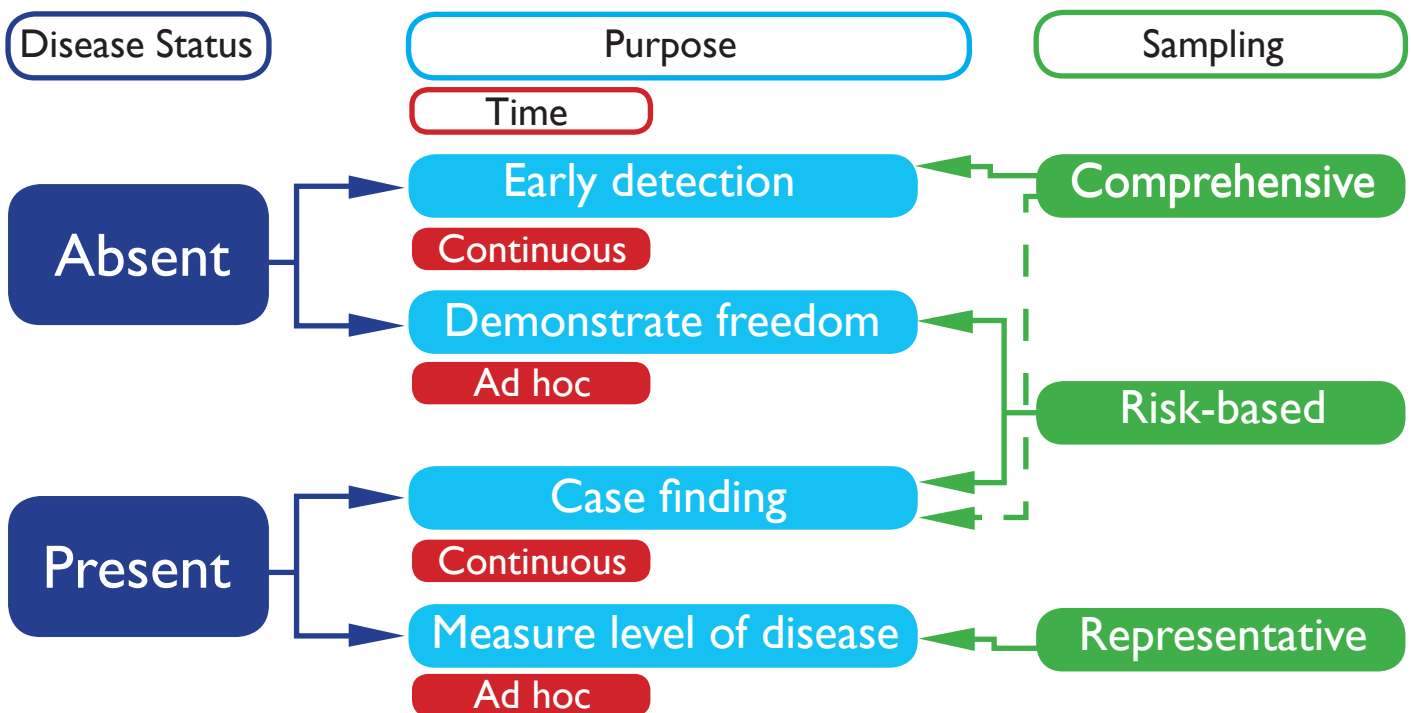 Disease Status
Purpose
Sampling
Time
Early detection
Comprehensive
Absent
Continuous
Demonstrate freedom
Ad hoc
Risk-based
Case finding
Present
Continuous
Measure level of disease
Representative
Ad hoc